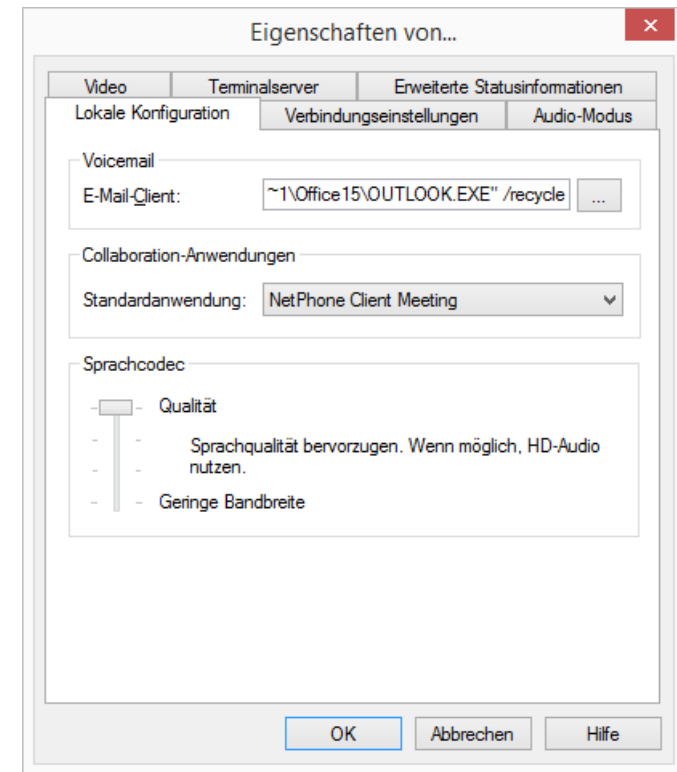 Eigenschaften von...
Video Terminalserver Erweiterte Statusinformationen
Lokale Konfiguration Verbindungseinstellungen Audio-Modus
Voicemail
E-Mail-Client: ~1\Office15\OUTLOOK.EXE" /recycle ...
Collaboration-Anwendungen
Standardanwendung: NetPhone Client Meeting
Sprachcodec
Qualität
Sprachqualität bervorzugen. Wenn möglich, HD-Audio
nutzen.
Geringe Bandbreite
OK Abbrechen Hilfe